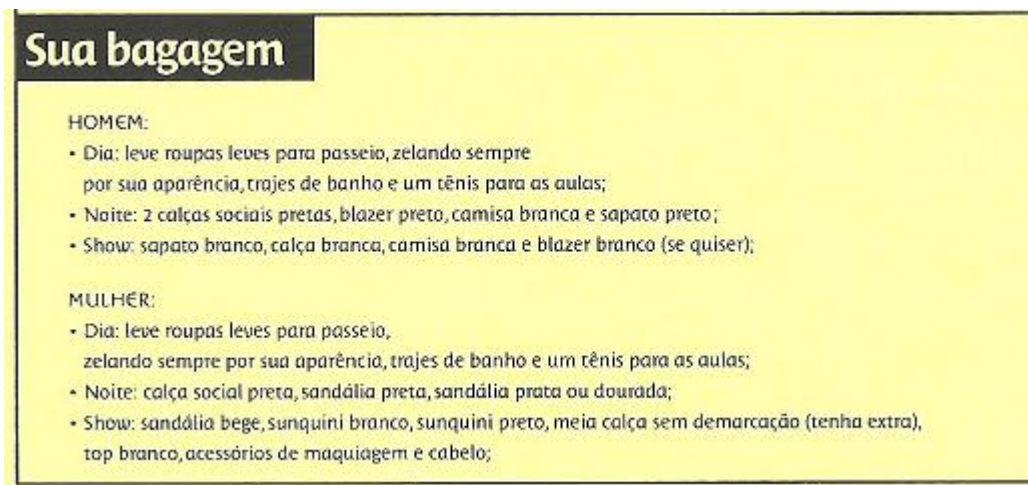 Sua bagagem
HOMEM:
• Dia: leve roupas leves para passeio, zelando sempre
por sua aparência, trajes de banho e um tênis para as aulas;
• Noite: 2 calças sociais pretas, blazer preto, camisa branca e sapato preto;
• Show: sapato branco, calça branca, camisa branca e blazer branco (se quiser);
MULHER:
• Dia: leve roupas leves para passeio,
zelando sempre por sua aparência, trajes de banho e um tênis para as aulas;
• Noite: calça social preta, sandália preta, sandália prata ou dourada;
• Show: sandália bege, sunquini branco, sunquini preto, meia calça sem demarcação (tenha extra),
top branco, acessórios de maquiagem e cabelo;